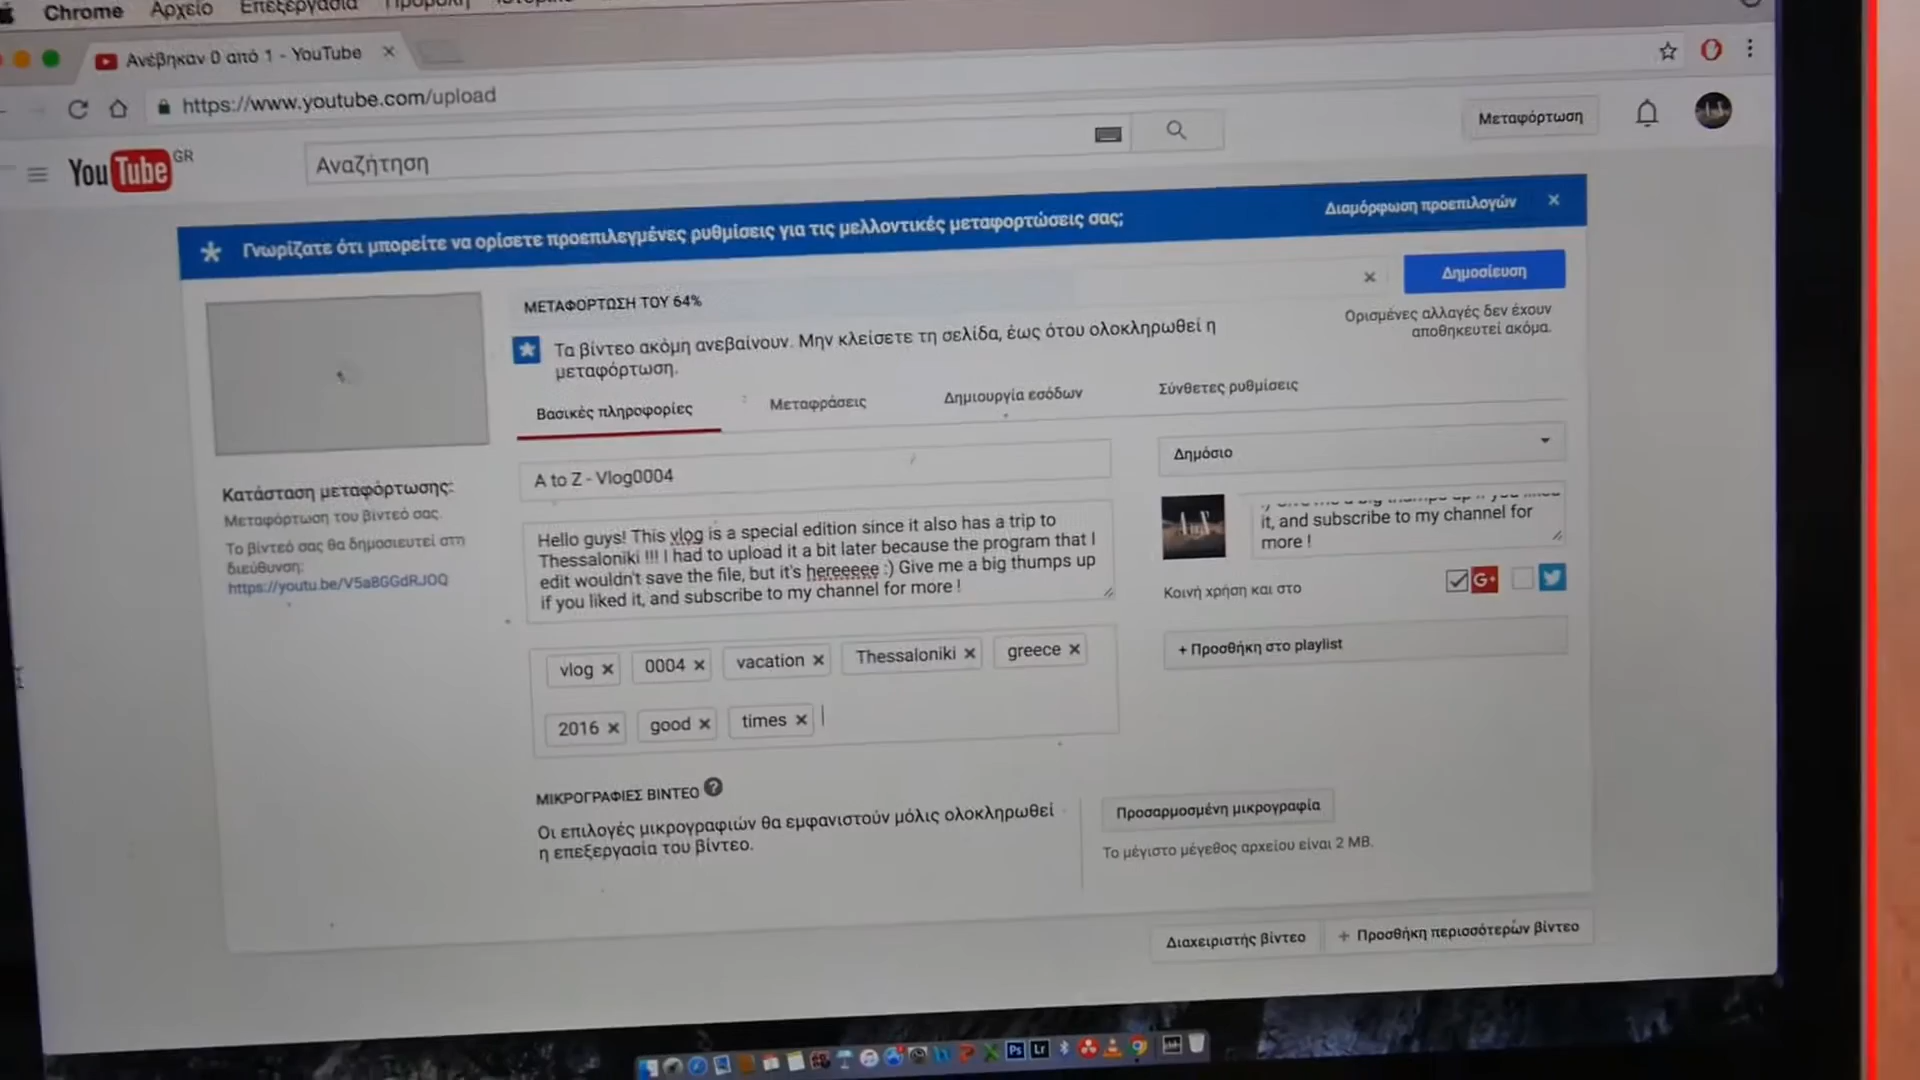 Chrome Αρχείο Επεξεργασία Προβολή
Ανέβηκαν 0 από 1 - YouTube
https://www.youtube.com/upload
YouTube GR
Αναζήτηση
Μεταφόρτωση
Γνωρίζατε ότι μπορείτε να ορίσετε προεπιλεγμένες ρυθμίσεις για τις μελλοντικές μεταφορτώσεις σας;
Διαμόρφωση προεπιλογών
ΜΕΤΑΦΟΡΤΩΣΗ ΤΟΥ 64%
Δημοσίευση
Τα βίντεο ακόμη ανεβαίνουν. Μην κλείσετε τη σελίδα, έως ότου ολοκληρωθεί η
μεταφόρτωση.
Ορισμένες αλλαγές δεν έχουν
αποθηκευτεί ακόμα.
Βασικές πληροφορίες
Μεταφράσεις
Δημιουργία εσόδων
Σύνθετες ρυθμίσεις
Κατάσταση μεταφόρτωσης:
Μεταφόρτωση του βίντεό σας.
Το βίντεό σας θα δημοσιευτεί στη
διεύθυνση:
https://youtu.be/V5aBGGdRJOQ
A to Z - Vlog0004
Hello guys! This vlog is a special edition since it also has a trip to
Thessaloniki !!! I had to upload it a bit later because the program that I
edit wouldn't save the file, but it's hereeeee :) Give me a big thumps up
if you liked it, and subscribe to my channel for more !
Δημόσιο
it, and subscribe to my channel for
more !
Κοινή χρήση και στο
G+
+ Προσθήκη στο playlist
vlog 0004 vacation Thessaloniki greece
2016 good times
ΜΙΚΡΟΓΡΑΦΙΕΣ ΒΙΝΤΕΟ ?
Οι επιλογές μικρογραφιών θα εμφανιστούν μόλις ολοκληρωθεί
η επεξεργασία του βίντεο.
Προσαρμοσμένη μικρογραφία
Το μέγιστο μέγεθος αρχείου είναι 2 MB.
Διαχειριστής βίντεο
+ Προσθήκη περισσότερων βίντεο
Ps Lr